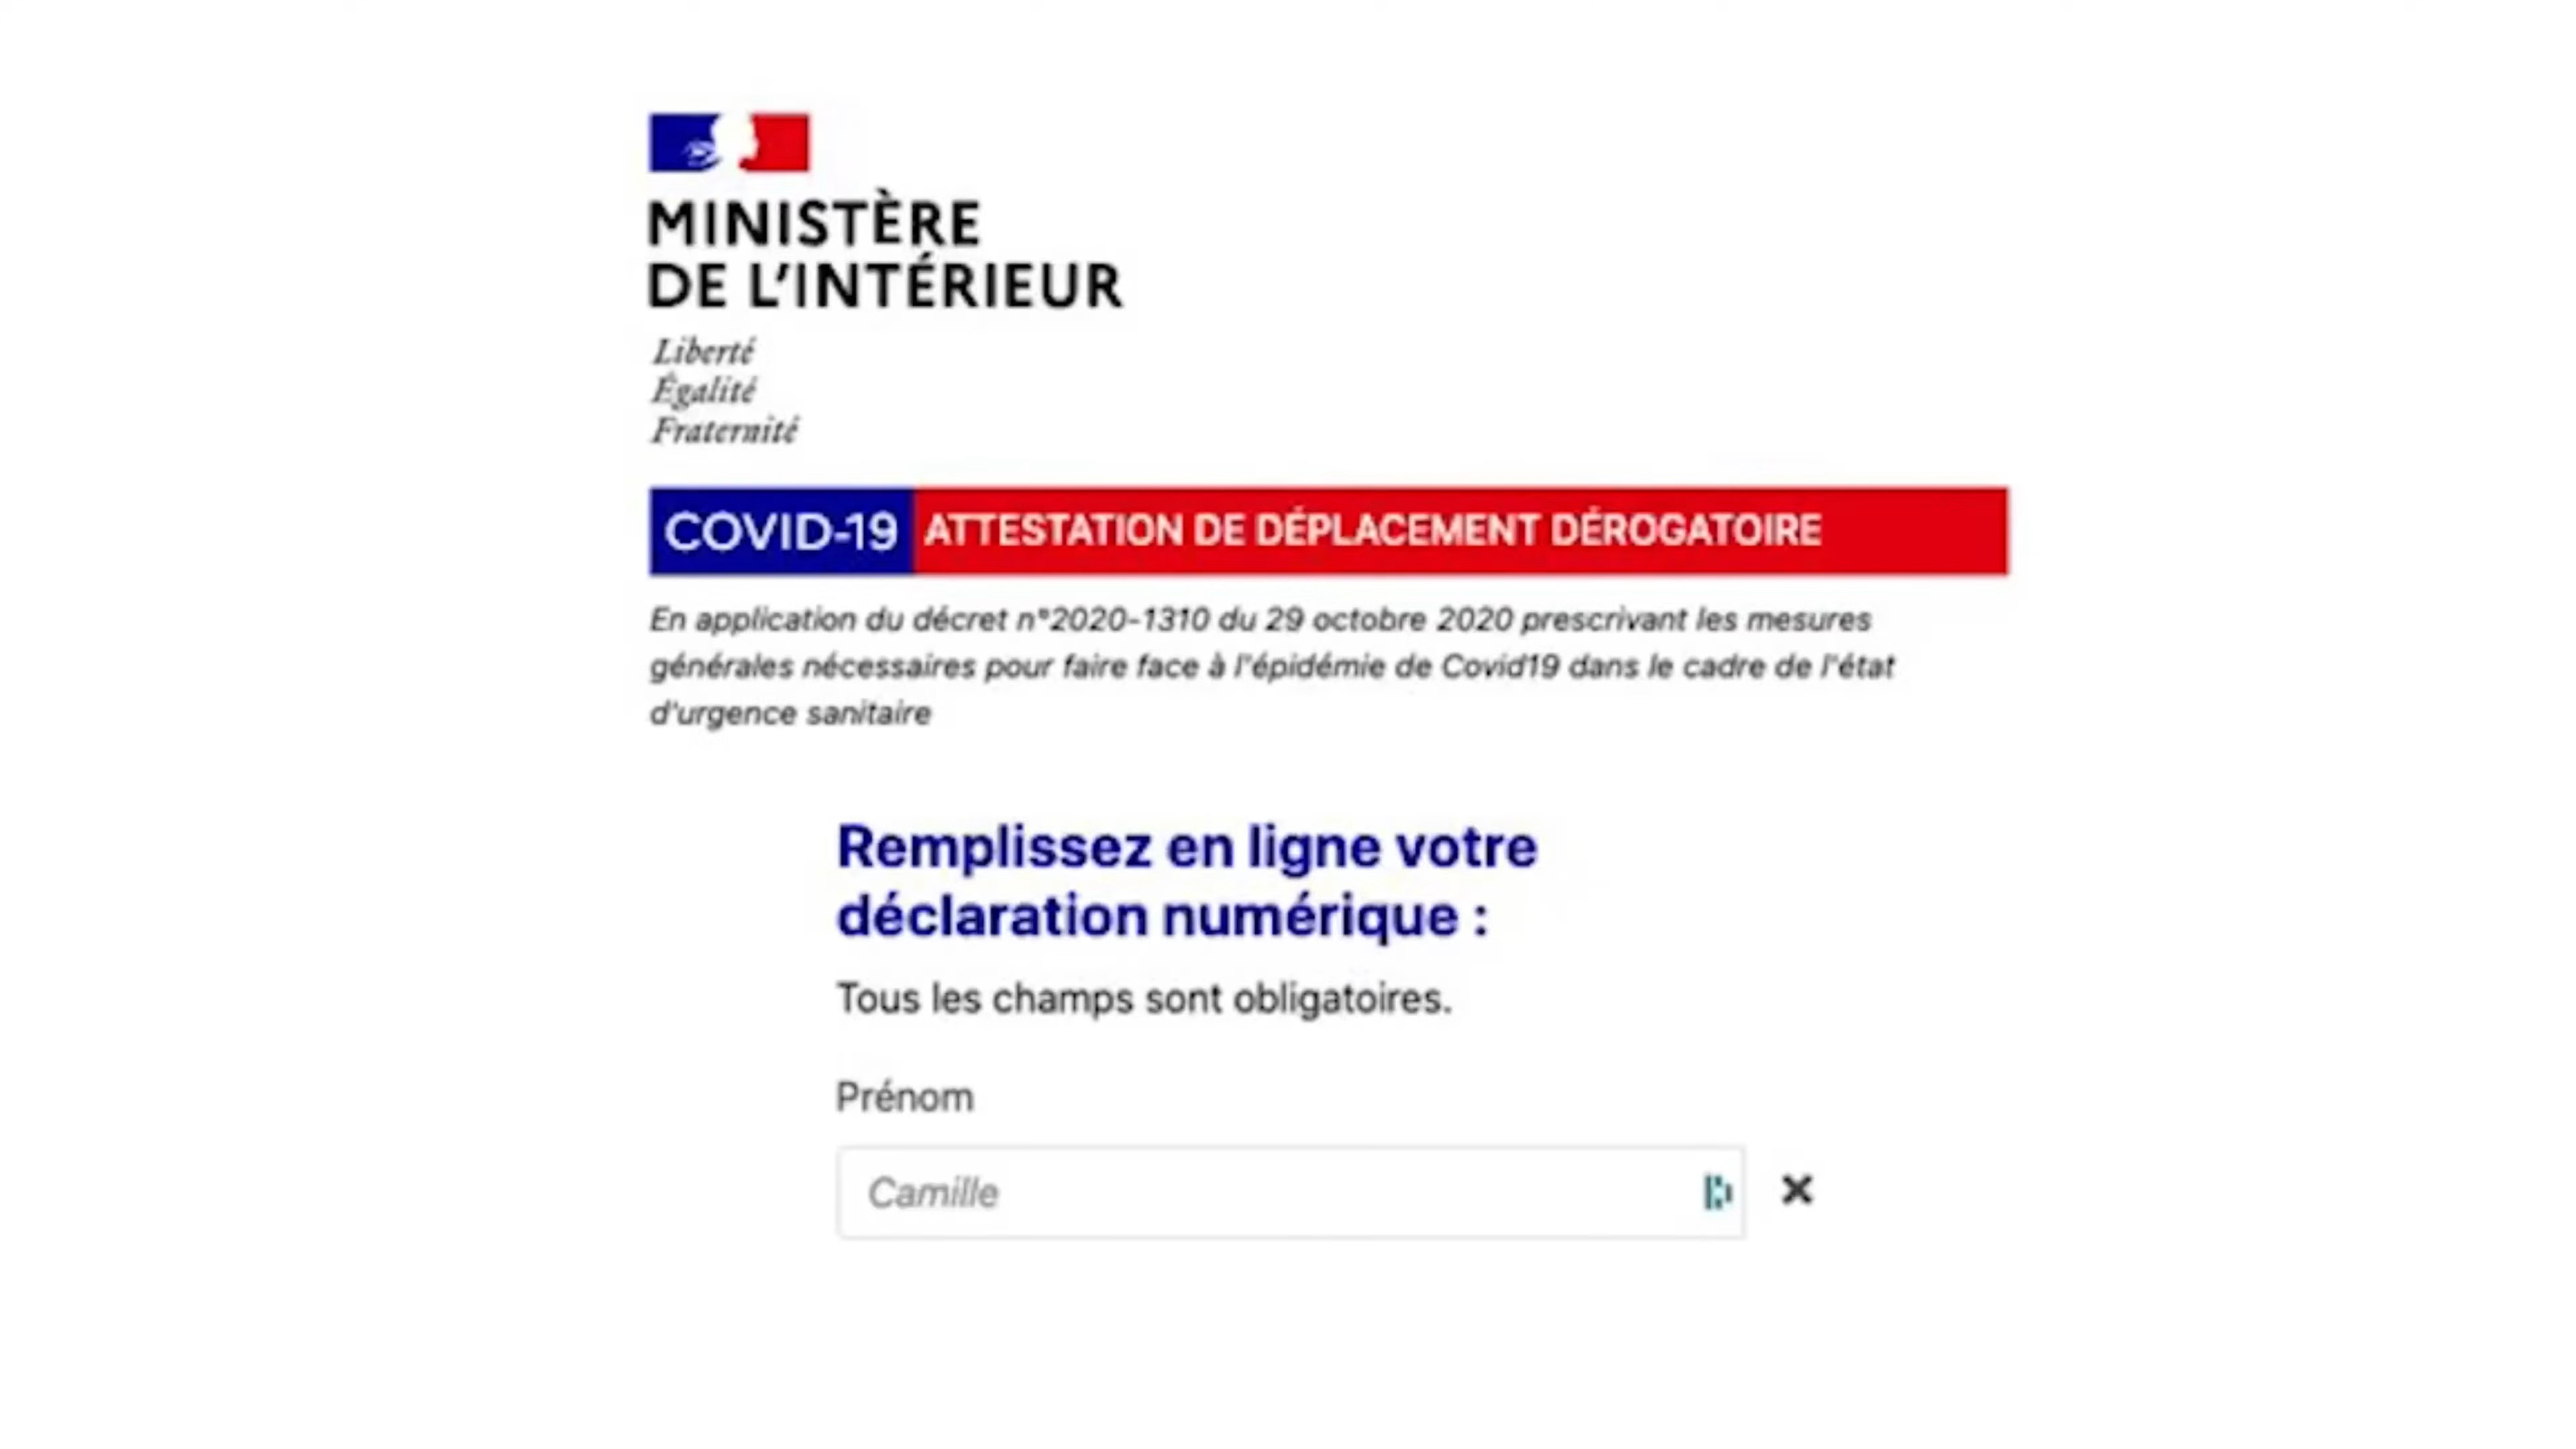 MINISTÈRE
DE L'INTÉRIEUR
Liberté
Égalité
Fraternité
COVID-19 ATTESTATION DE DÉPLACEMENT DÉROGATOIRE
En application du décret n°2020-1310 du 29 octobre 2020 prescrivant les mesures
générales nécessaires pour faire face à l'épidémie de Covid19 dans le cadre de l'état
d'urgence sanitaire
Remplissez en ligne votre
déclaration numérique :
Tous les champs sont obligatoires.
Prénom
Camille